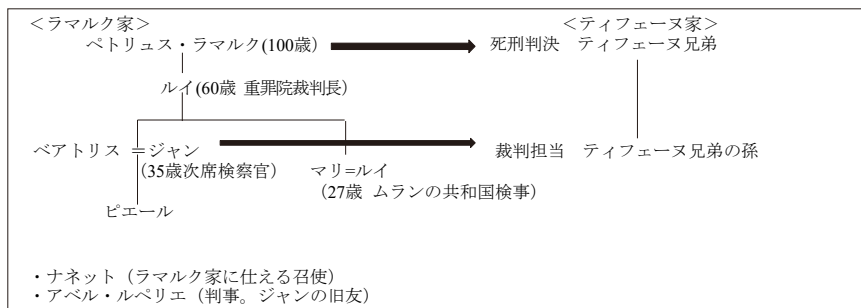 ＜ラマルク家＞ ＜ティフェーヌ家＞
ペトリュス・ラマルク(100歳） 死刑判決 ティフェーヌ兄弟
ルイ(60歳 重罪院裁判長）
ベアトリス ＝ジャン 裁判担当 ティフェーヌ兄弟の孫
(35歳次席検察官） マリ=ルイ
（27歳 ムランの共和国検事）
ピエール
・ナネット（ラマルク家に仕える召使）
・アベル・ルペリエ（判事。ジャンの旧友）